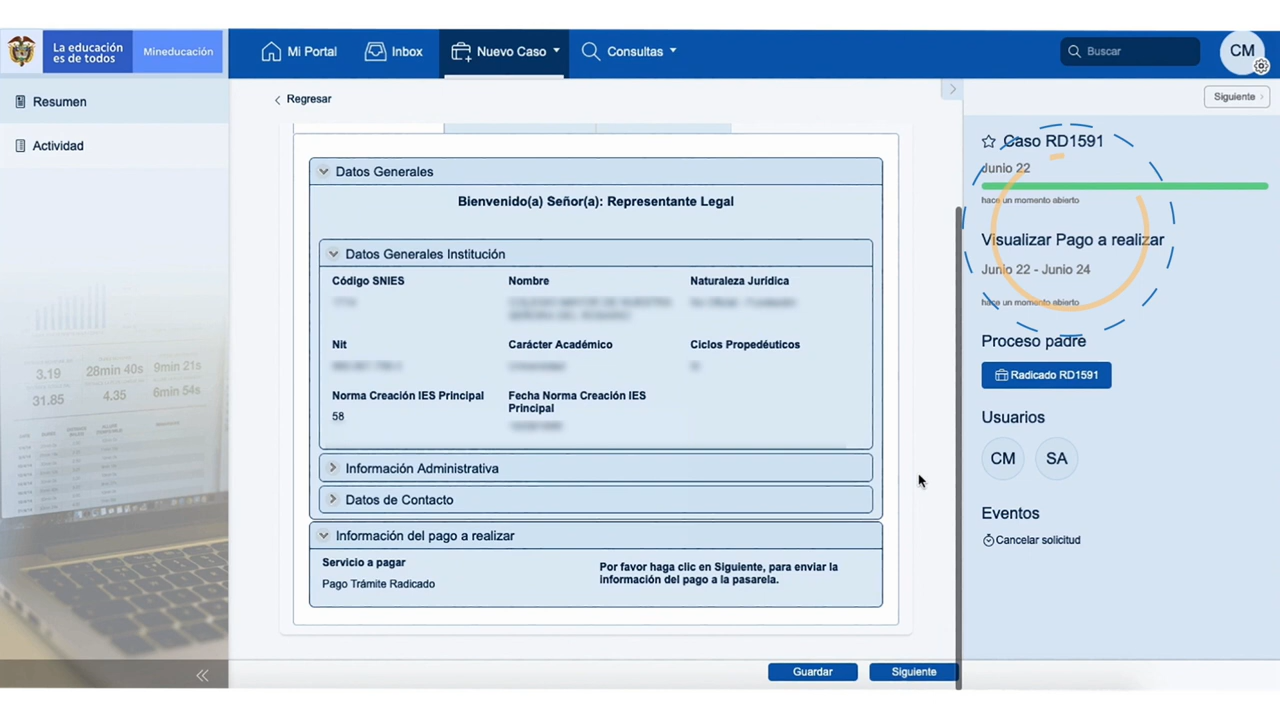 La educación
es de todos
Mineducación
Mi Portal
Inbox
Nuevo Caso
Consultas
Buscar
CM
Resumen
Actividad
Regresar
Siguiente
Datos Generales
Bienvenido(a) Señor(a): Representante Legal
Datos Generales Institución
Código SNIES
Nombre
Naturaleza Jurídica
Nit
Carácter Académico
Ciclos Propedéuticos
Norma Creación IES Principal
58
Fecha Norma Creación IES
Principal
Información Administrativa
Datos de Contacto
Información del pago a realizar
Servicio a pagar
Pago Trámite Radicado
Por favor haga clic en Siguiente, para enviar la
información del pago a la pasarela.
Guardar
Siguiente
Caso RD1591
Junio 22
hace un momento abierto
Visualizar Pago a realizar
Junio 22 - Junio 24
hace un momento abierto
Proceso padre
Radicado RD1591
Usuarios
CM
SA
Eventos
Cancelar solicitud
3.19
28min 40s
9min 21s
31.85
4.35
6min 54s